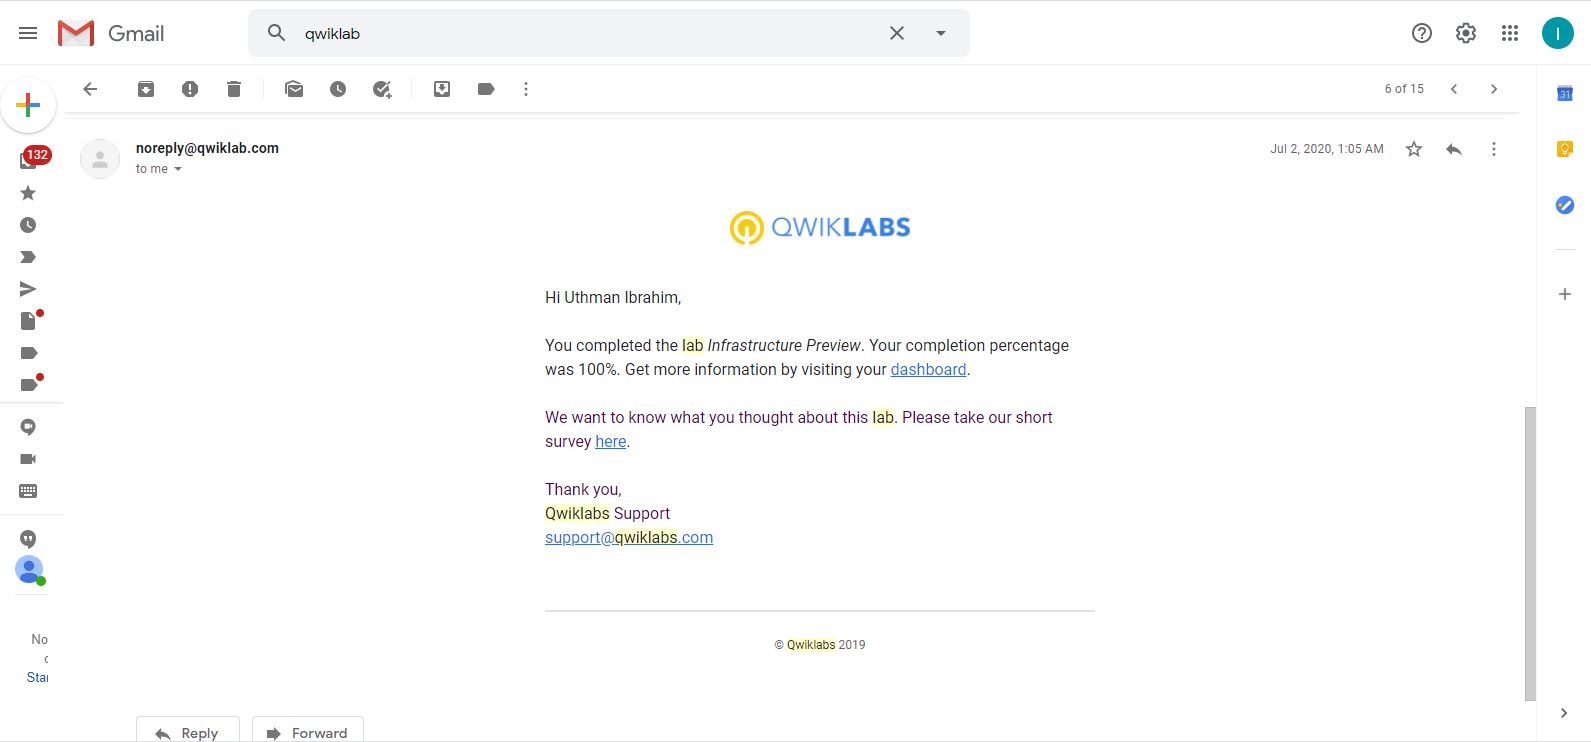 Gmail
qwiklab
6 of 15
31
132
noreply@qwiklab.com
Jul 2, 2020, 1:05 AM
to me
QWIKLABS
Hi Uthman Ibrahim,
You completed the lab Infrastructure Preview. Your completion percentage
was 100%. Get more information by visiting your dashboard.
We want to know what you thought about this lab. Please take our short
survey here.
Thank you,
Qwiklabs Support
support@qwiklabs.com
© Qwiklabs 2019
No
Star
Reply
Forward